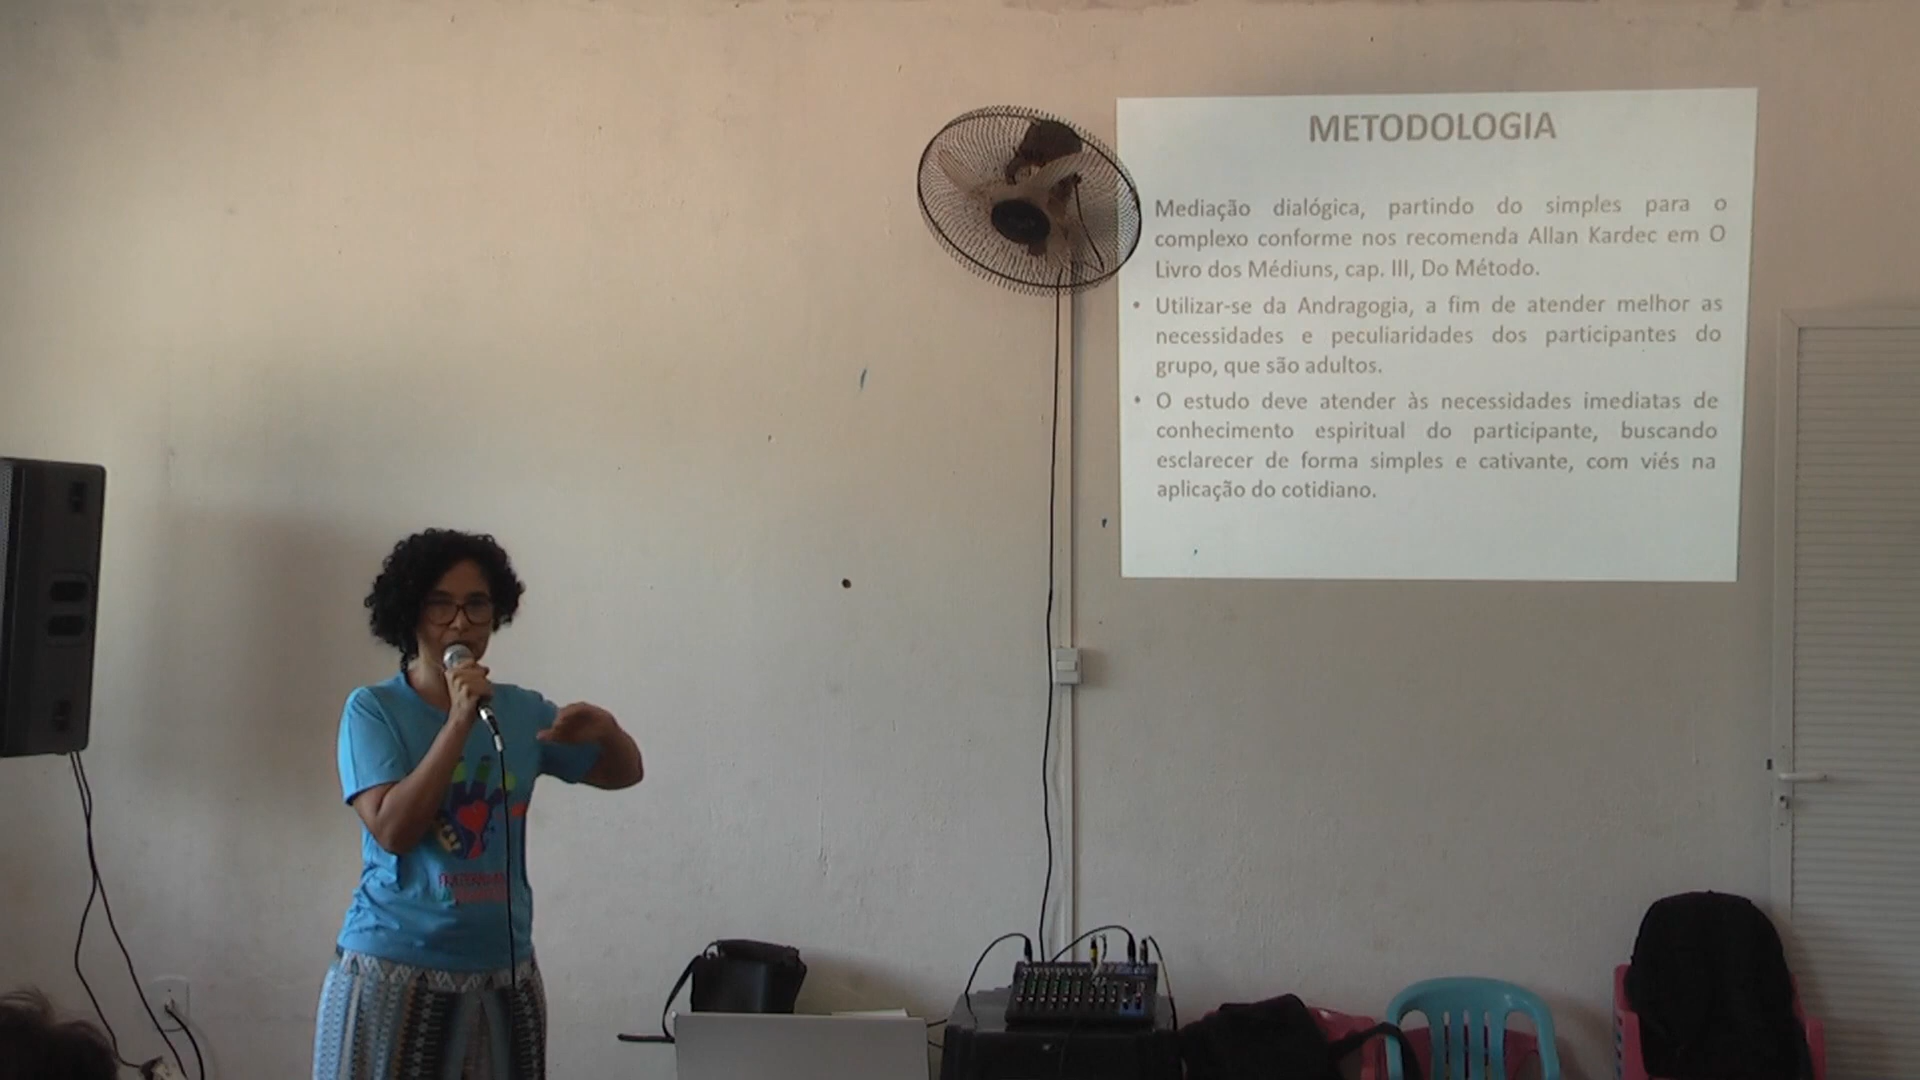 METODOLOGIA
Mediação dialógica, partindo do simples para o
complexo conforme nos recomenda Allan Kardec em O
Livro dos Médiuns, cap. III, Do Método.
• Utilizar-se da Andragogia, a fim de atender melhor as
necessidades e peculiaridades dos participantes do
grupo, que são adultos.
• O estudo deve atender às necessidades imediatas de
conhecimento espiritual do participante, buscando
esclarecer de forma simples e cativante, com viés na
aplicação do cotidiano.